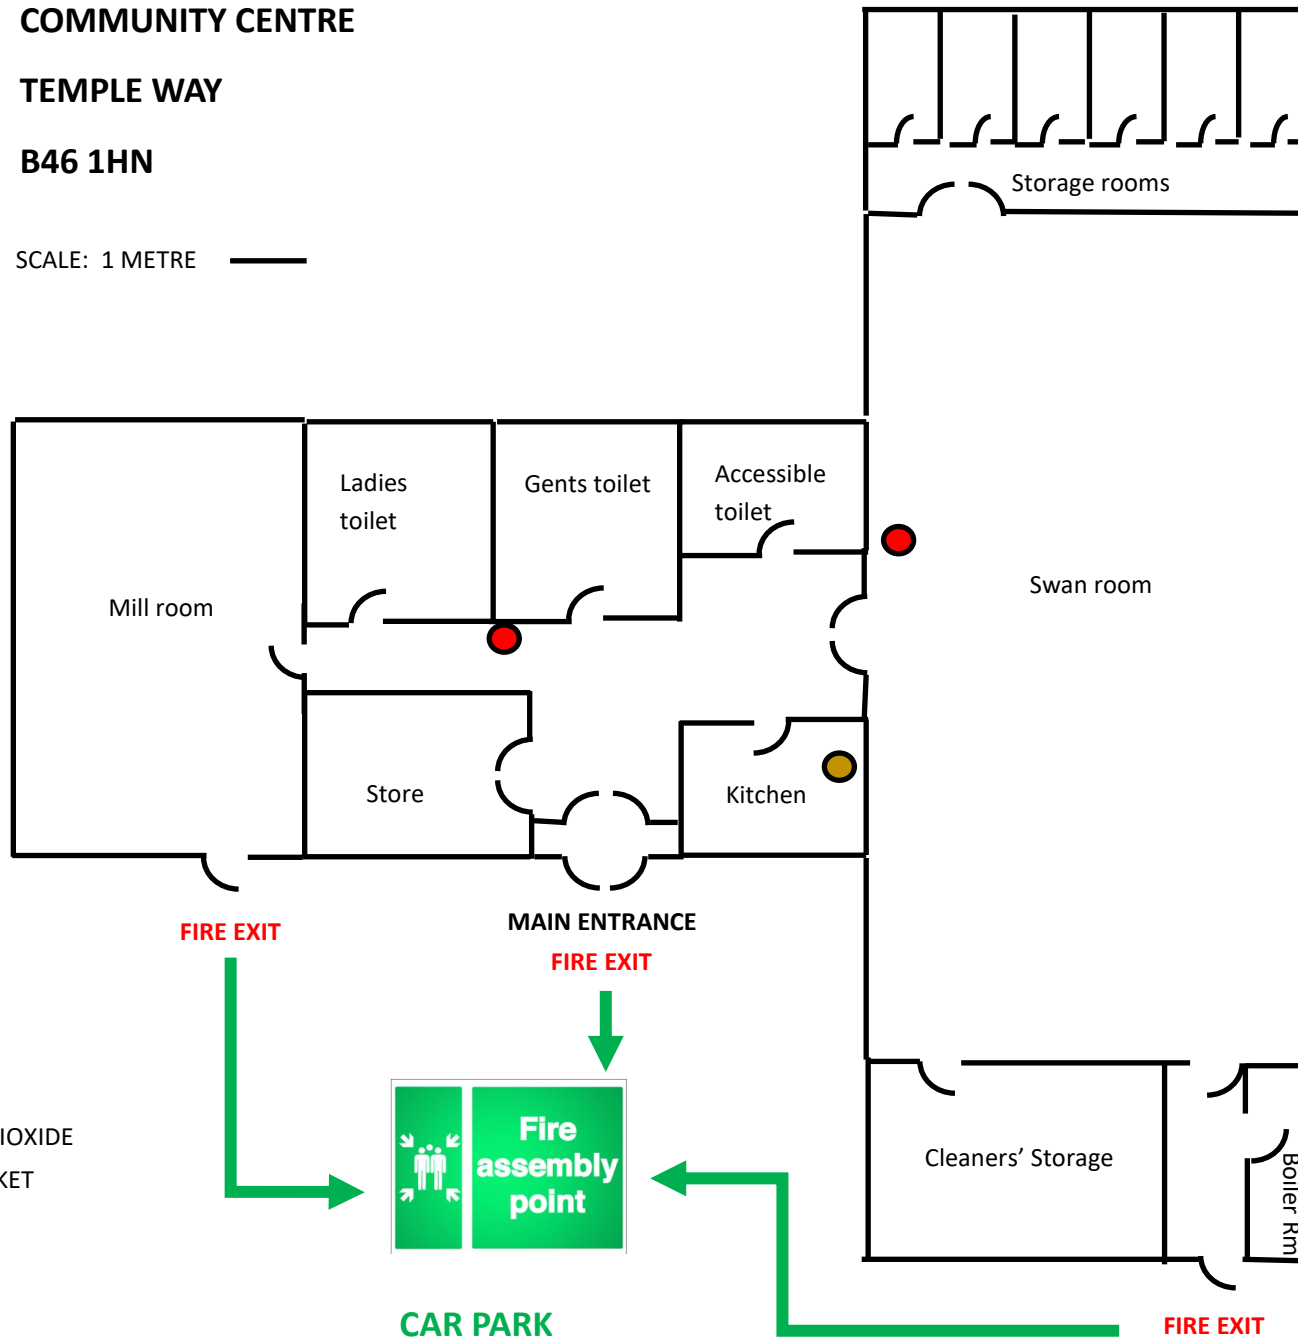 COMMUNITY CENTRE
TEMPLE WAY
B46 1HN
SCALE: 1 METRE
Storage rooms
Ladies
toilet
Gents toilet
Accessible
toilet
Mill room
Swan room
Store
Kitchen
FIRE EXIT
MAIN ENTRANCE
FIRE EXIT
IOXIDE
KET
Fire
assembly
point
Cleaners’ Storage
Boiler Rm
CAR PARK
FIRE EXIT